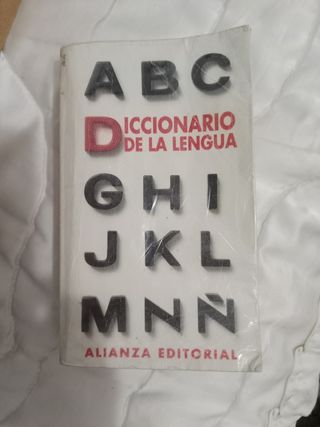 A B C
DICCIONARIO
DE LA LENGUA
G H I
J K L
M N Ñ
ALIANZA EDITORIAL